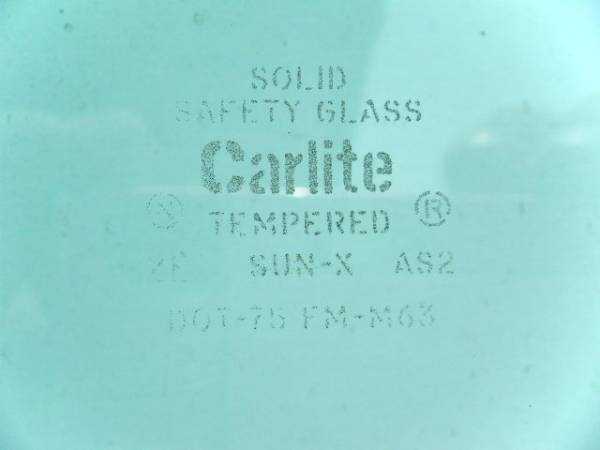 SOLID
SAFETY GLASS
Carlite
TEMPERED ®
SUN-X AS2
DOT-75 FM-M63